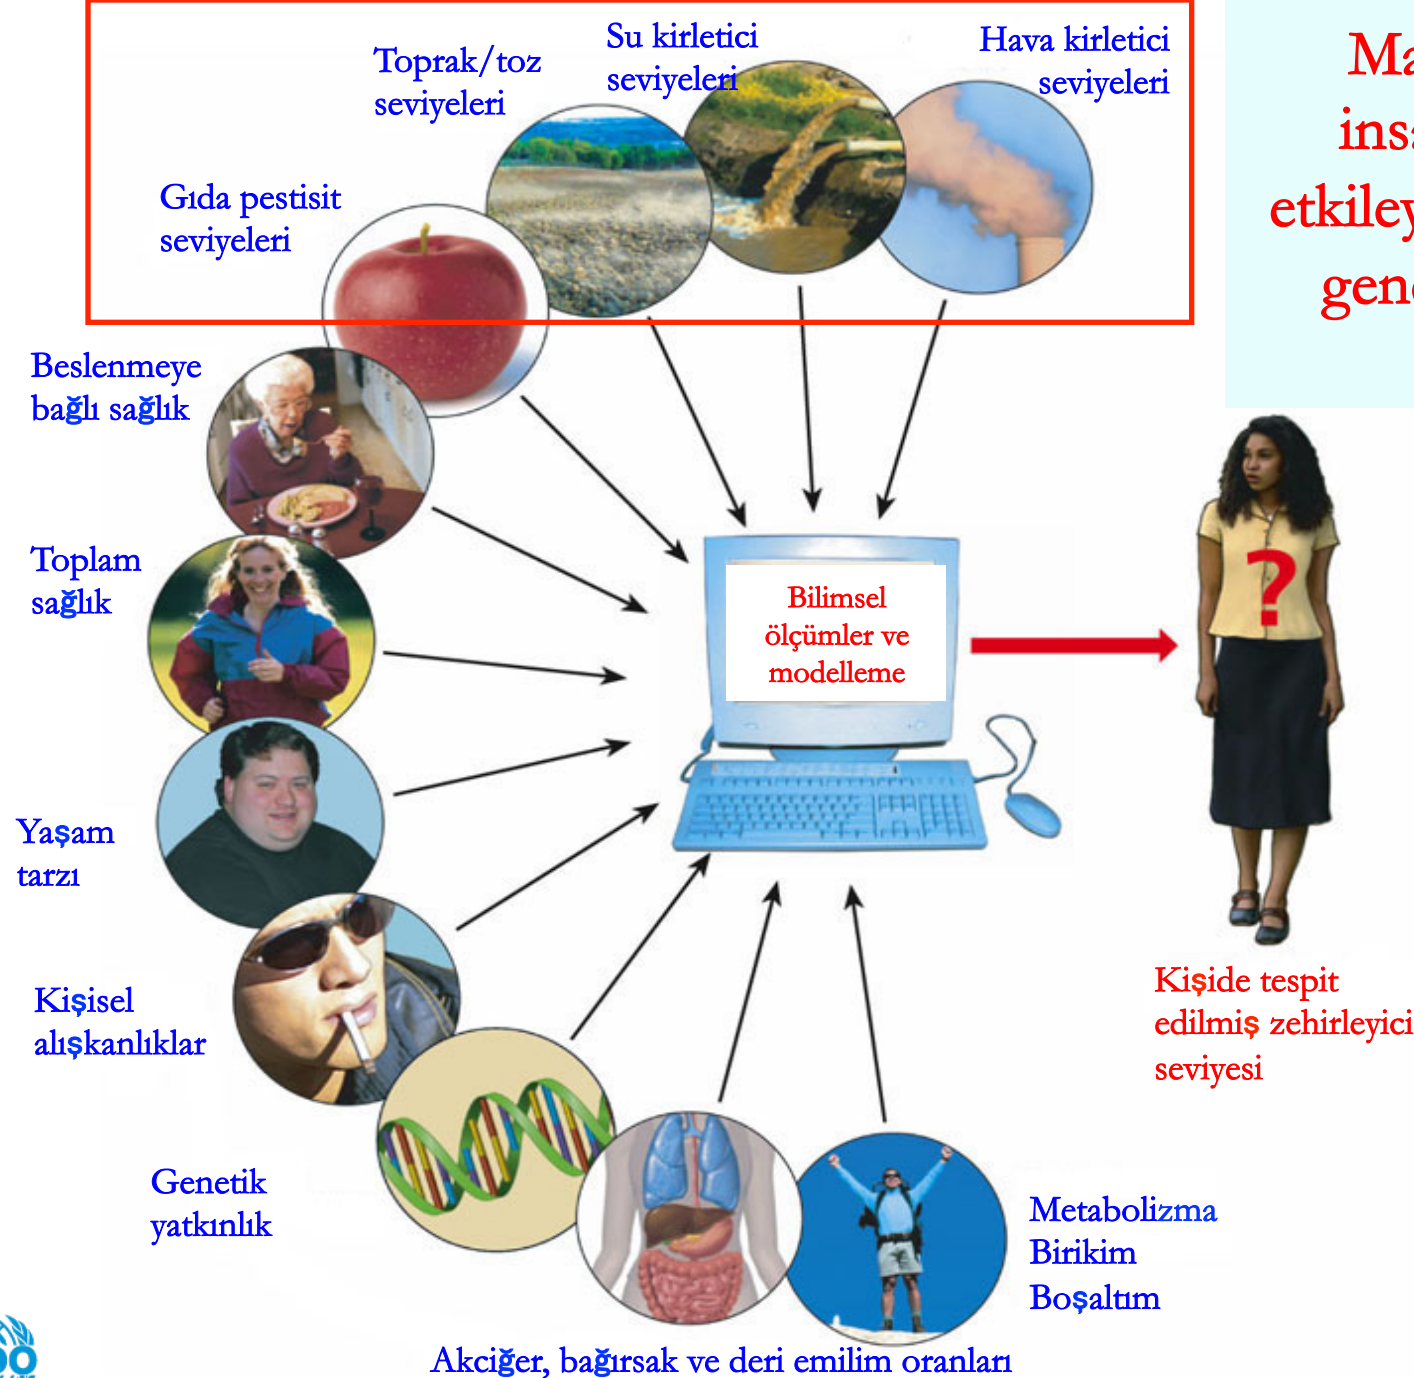 Su kirletici
seviyeleri
Hava kirletici
seviyeleri
Toprak/toz
seviyeleri
Gıda pestisit
seviyeleri
Beslenmeye
bağlı sağlık
Toplam
sağlık
Bilimsel
ölçümler ve
modelleme
?
Yaşam
tarzı
Kişisel
alışkanlıklar
Kişide tespit
edilmiş zehirleyici
seviyesi
Genetik
yatkınlık
Metabolizma
Birikim
Boşaltım
Akciğer, bağırsak ve deri emilim oranları